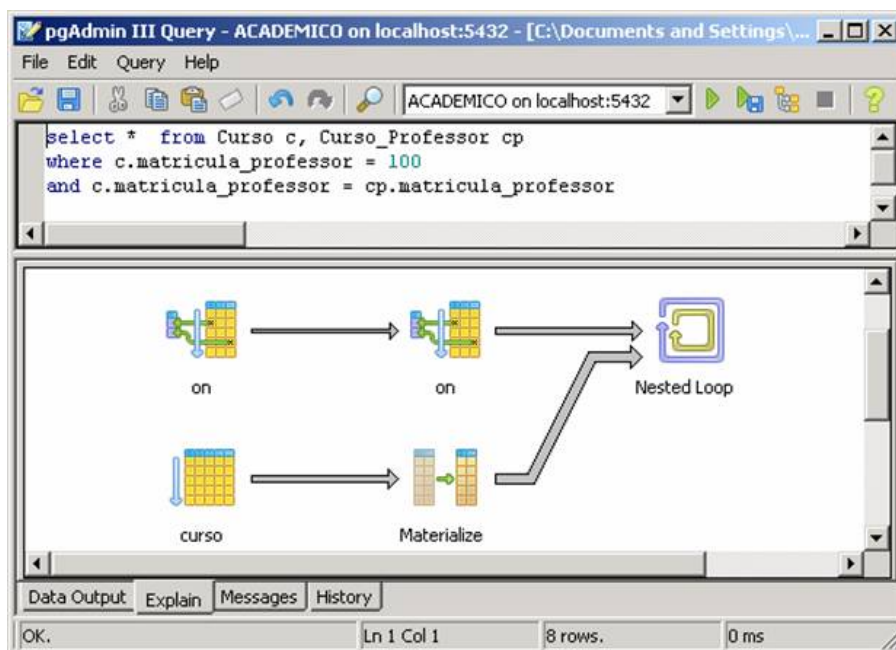 pgAdmin III Query - ACADEMICO on localhost:5432 - [C:\Documents and Settings\...
File Edit Query Help
ACADEMICO on localhost:5432
select * from Curso c, Curso_Professor cp
where c.matricula_professor = 100
and c.matricula_professor = cp.matricula_professor
on on Nested Loop
curso Materialize
Data Output Explain Messages History
OK. Ln 1 Col 1 8 rows. 0 ms